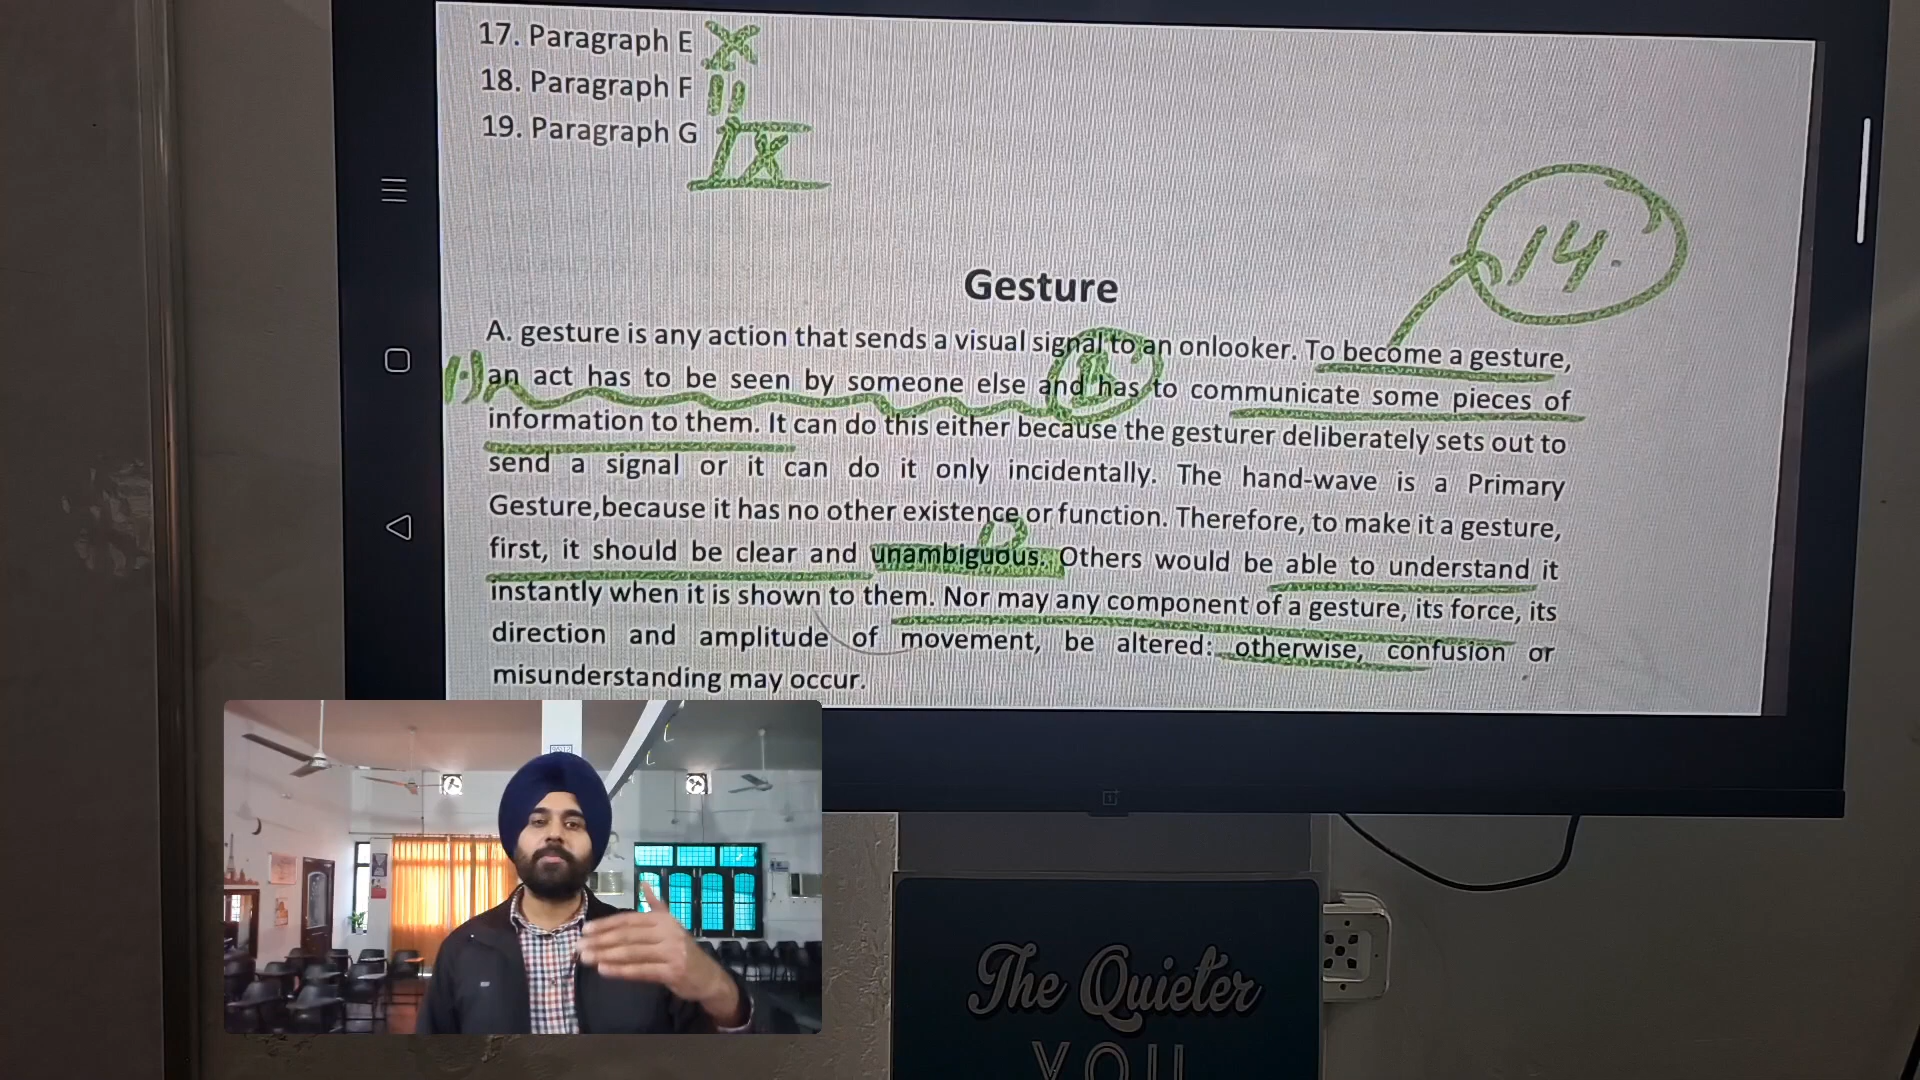 17. Paragraph E X
18. Paragraph F ii
19. Paragraph G IX
14.
Gesture
A. gesture is any action that sends a visual signal to an onlooker. To become a gesture,
an act has to be seen by someone else and has to communicate some pieces of
information to them. It can do this either because the gesturer deliberately sets out to
send a signal or it can do it only incidentally. The hand-wave is a Primary
Gesture,because it has no other existence or function. Therefore, to make it a gesture,
first, it should be clear and unambiguous. Others would be able to understand it
instantly when it is shown to them. Nor may any component of a gesture, its force, its
direction and amplitude of movement, be altered: otherwise, confusion or
misunderstanding may occur.
The Quieter
YOU